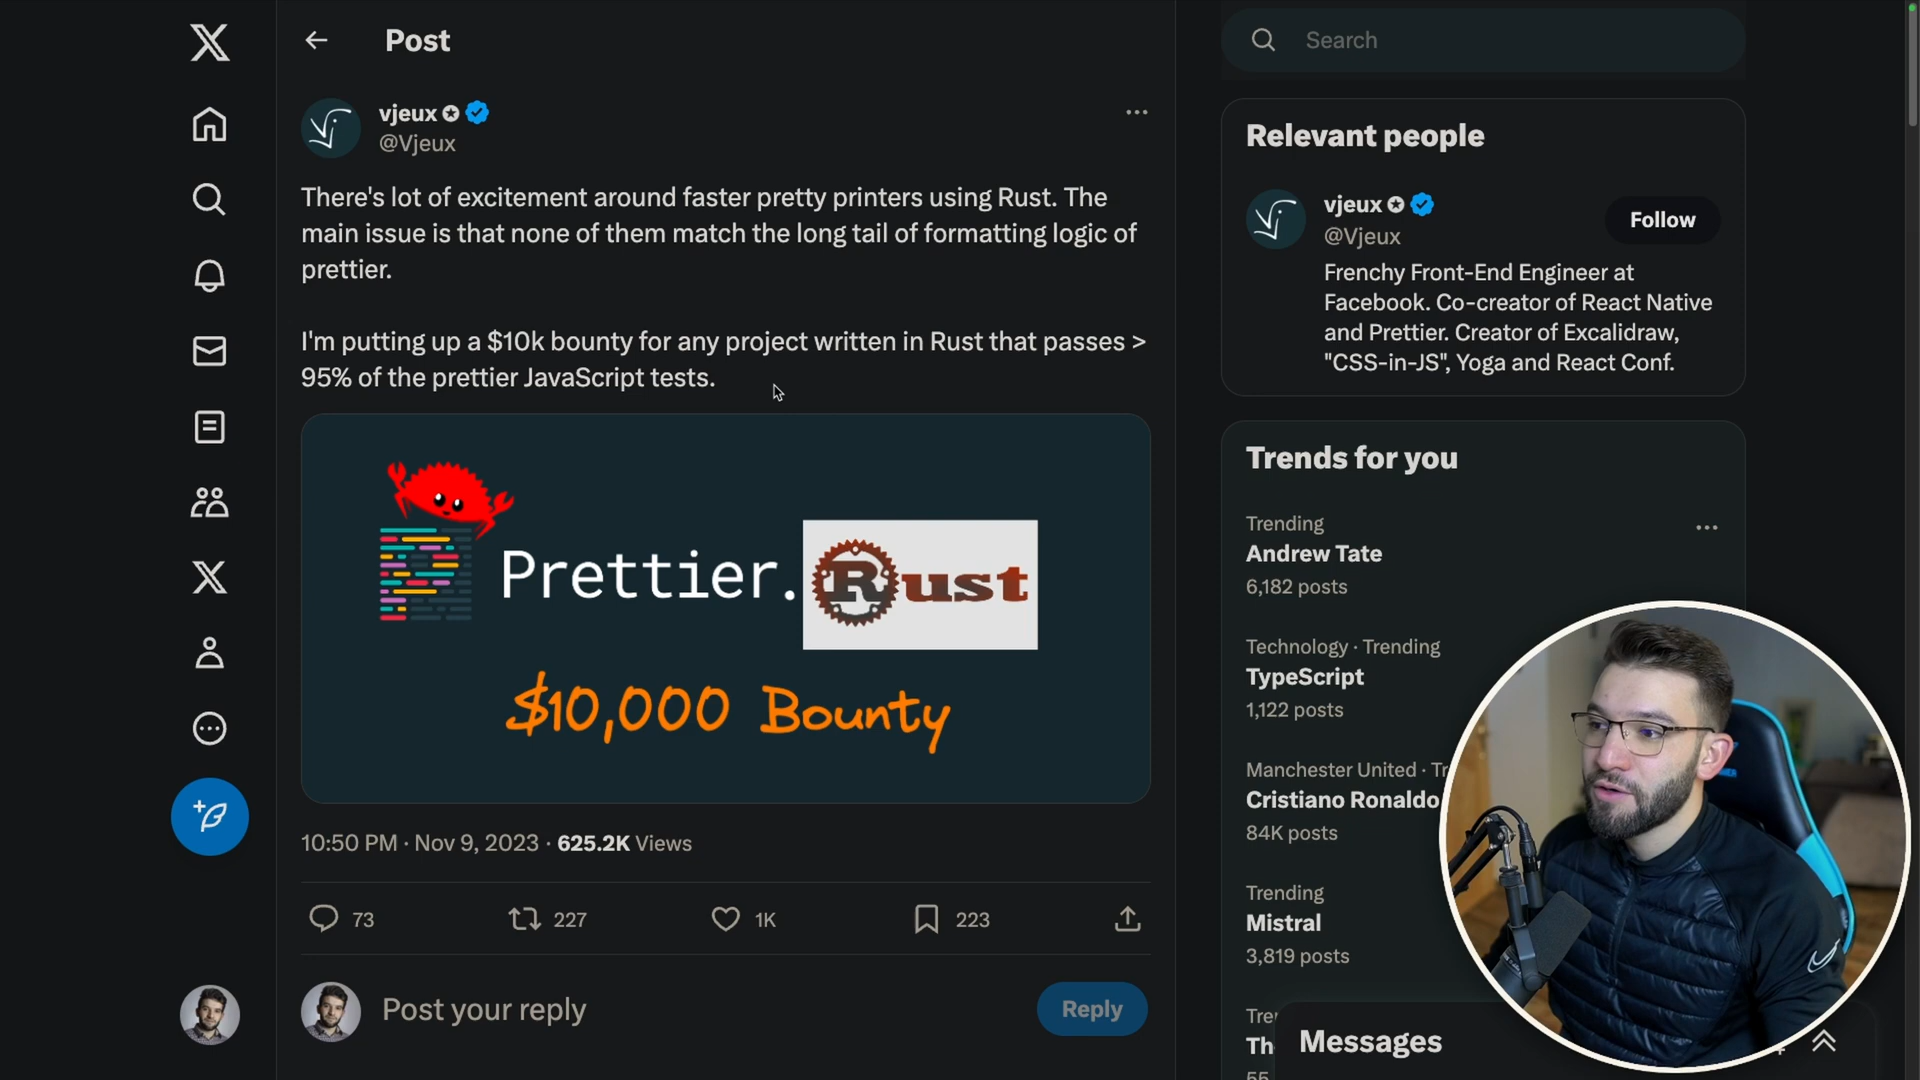 Post
Search
vjeux
@Vjeux
There's lot of excitement around faster pretty printers using Rust. The
main issue is that none of them match the long tail of formatting logic of
prettier.
I'm putting up a $10k bounty for any project written in Rust that passes >
95% of the prettier JavaScript tests.
Prettier.
Rust
$10,000 Bounty
10:50 PM · Nov 9, 2023 · 625.2K Views
73
227
1K
223
Post your reply
Reply
Relevant people
vjeux
@Vjeux
Follow
Frenchy Front-End Engineer at
Facebook. Co-creator of React Native
and Prettier. Creator of Excalidraw,
"CSS-in-JS", Yoga and React Conf.
Trends for you
Trending
Andrew Tate
6,182 posts
Technology · Trending
TypeScript
1,122 posts
Manchester United ·
Cristiano Ronaldo
84K posts
Trending
Mistral
3,819 posts
Messages